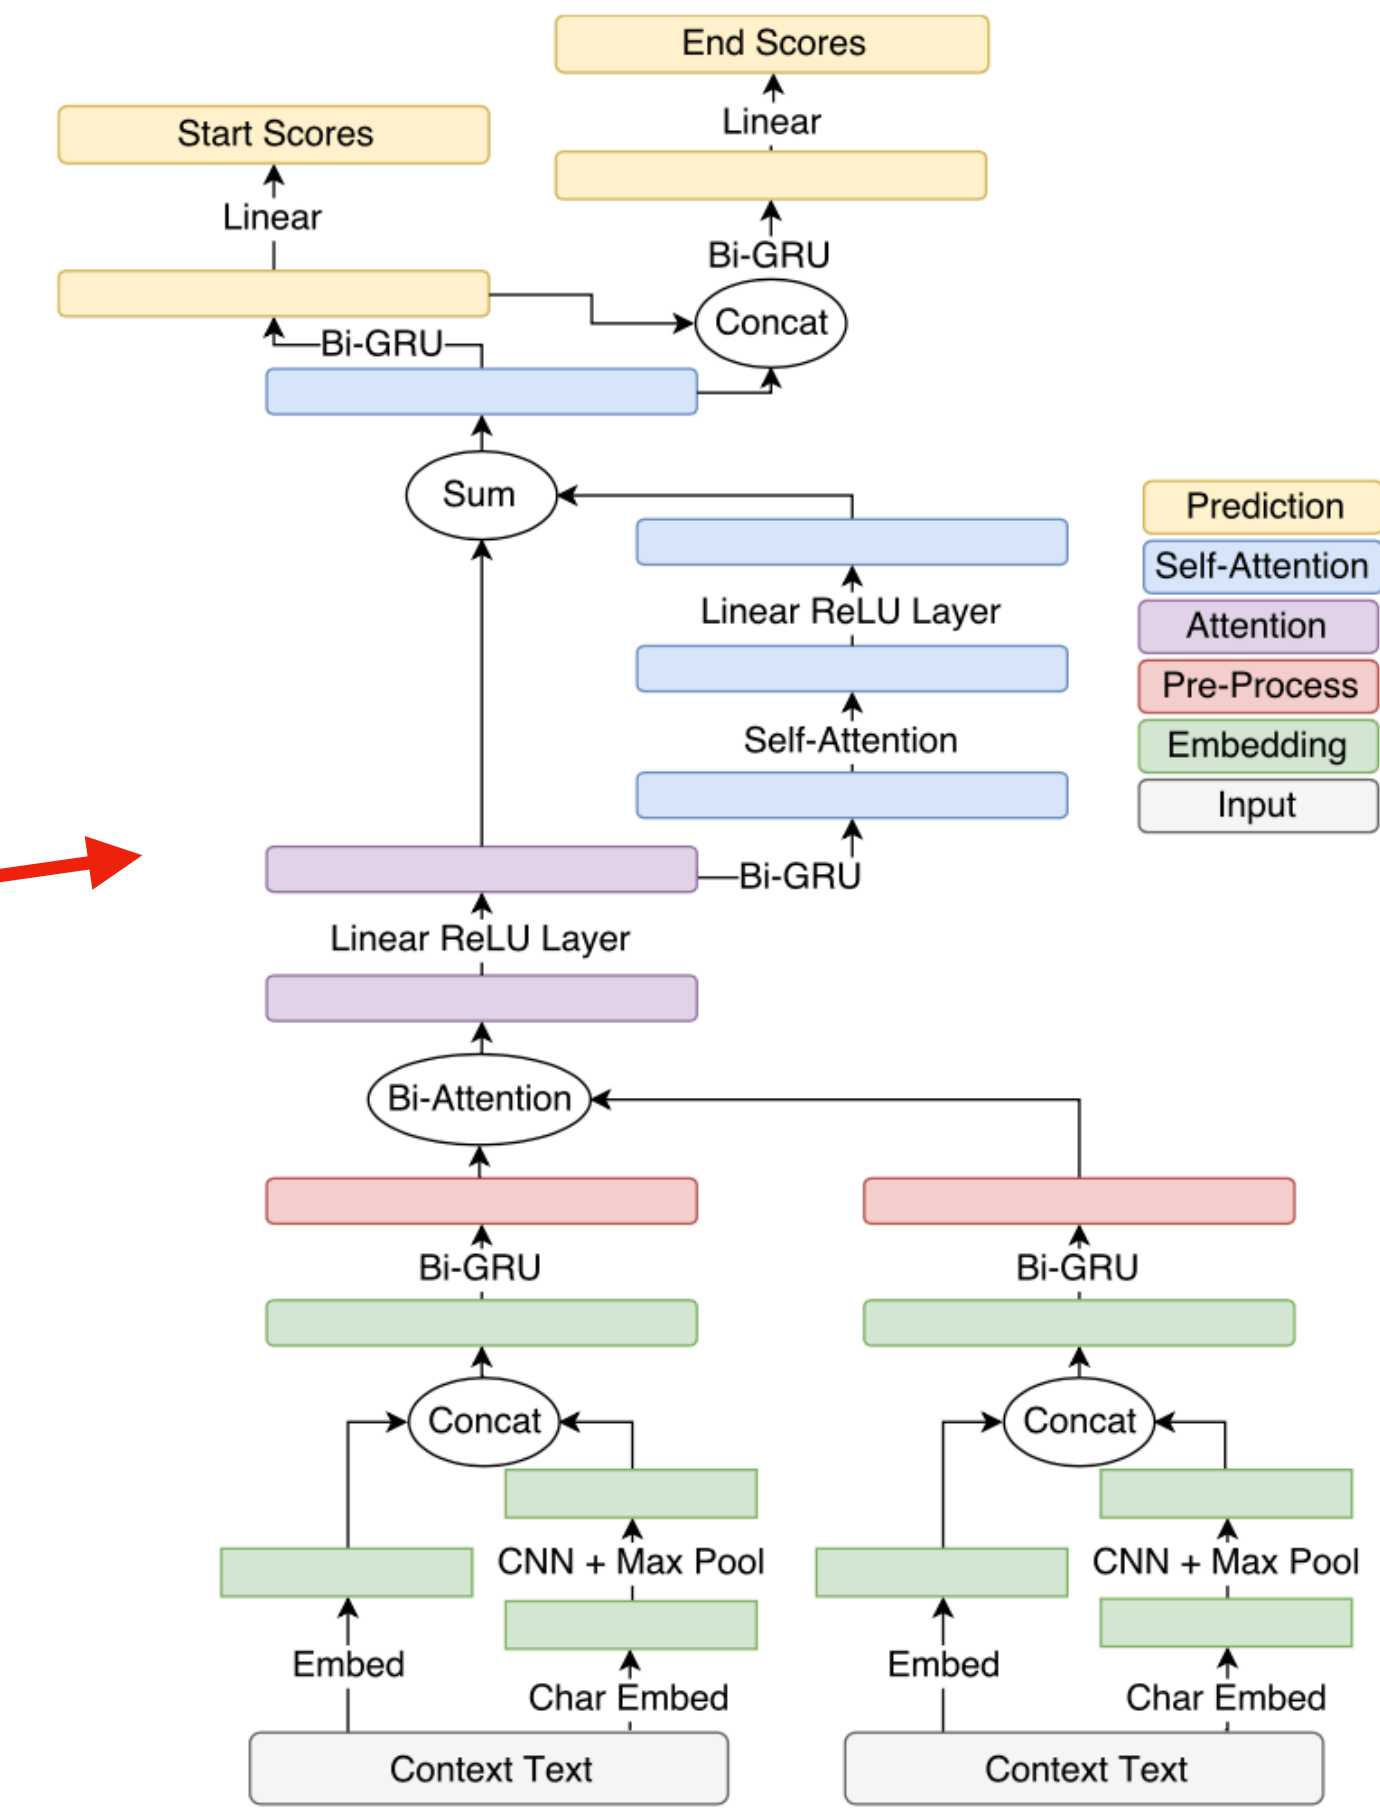 End Scores
Linear
Start Scores
Linear
Bi-GRU
Concat
Bi-GRU
Sum
Linear ReLU Layer
Self-Attention
Bi-GRU
Linear ReLU Layer
Bi-Attention
Bi-GRU
Bi-GRU
Concat
Concat
CNN + Max Pool
CNN + Max Pool
Embed
Char Embed
Embed
Char Embed
Context Text
Context Text
Prediction
Self-Attention
Attention
Pre-Process
Embedding
Input